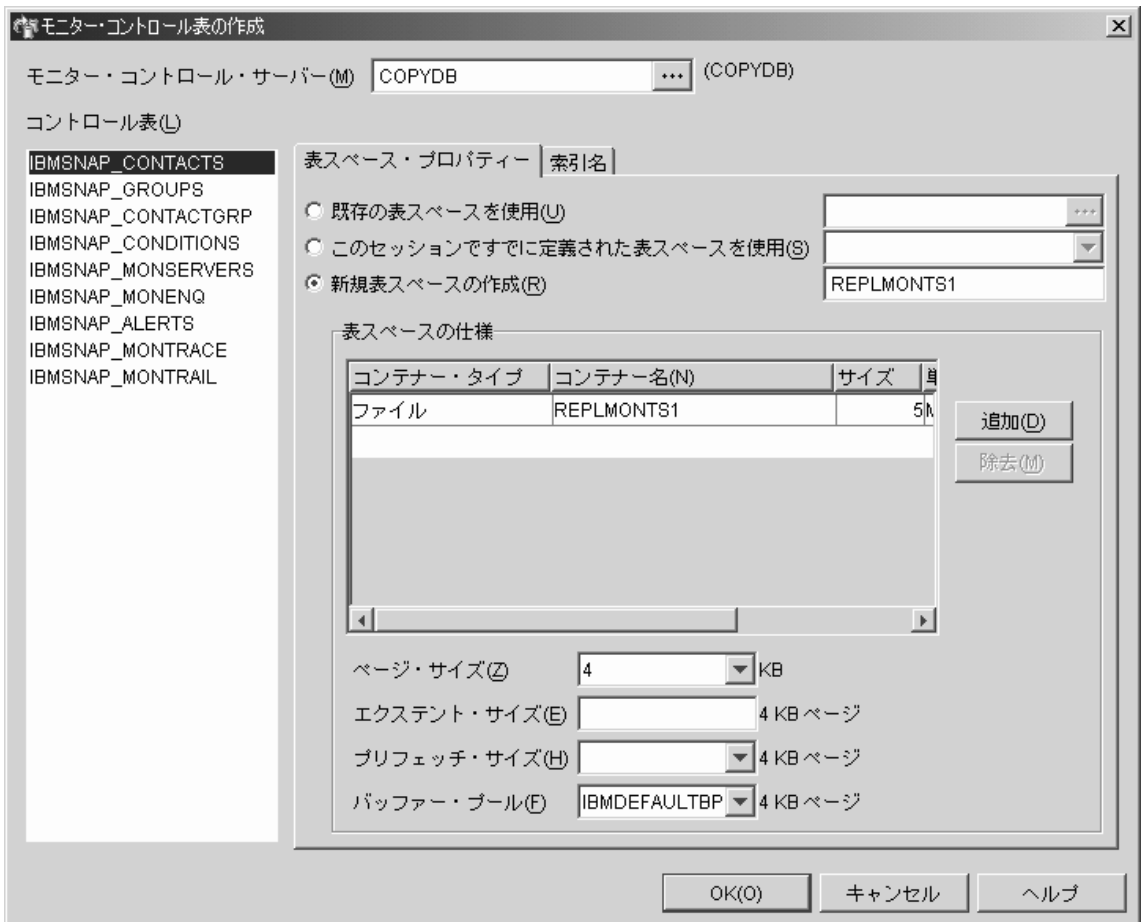 モニター・コントロール表の作成
モニター・コントロール・サーバー(M) COPYDB ... (COPYDB)
コントロール表(L)
IBMSNAP_CONTACTS
IBMSNAP_GROUPS
IBMSNAP_CONTACTGRP
IBMSNAP_CONDITIONS
IBMSNAP_MONSERVERS
IBMSNAP_MONENQ
IBMSNAP_ALERTS
IBMSNAP_MONTRACE
IBMSNAP_MONTRAIL
表スペース・プロパティー 索引名
既存の表スペースを使用(U) ...
このセッションですでに定義された表スペースを使用(S)
新規表スペースの作成(R) REPLMONTS1
表スペースの仕様
コンテナー・タイプ コンテナー名(N) サイズ
ファイル REPLMONTS1 5
追加(D)
除去(M)
ページ・サイズ(Z) 4 KB
エクステント・サイズ(E) 4 KB ページ
プリフェッチ・サイズ(H) 4 KB ページ
バッファー・プール(F) IBMDEFAULTBP 4 KB ページ
OK(O) キャンセル ヘルプ